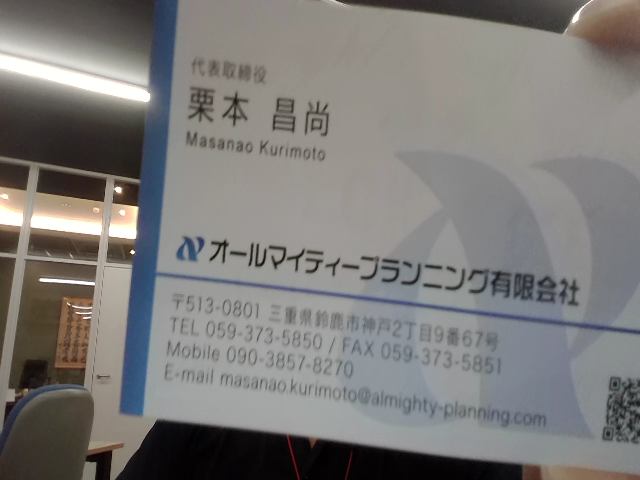 代表取締役
栗本 昌尚
Masanao Kurimoto
オールマイティープランニング有限会社
〒513-0801 三重県鈴鹿市神戸2丁目9番67号
TEL 059-373-5850 / FAX 059-373-5851
Mobile 090-3857-8270
E-mail masanao.kurimoto@almighty-planning.com